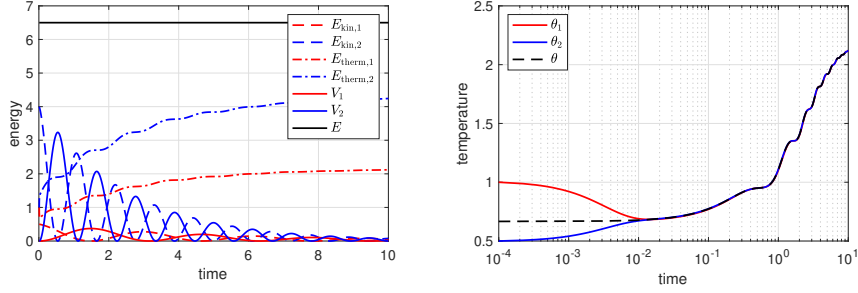 7
6
5
4
3
2
1
0
energy
0 2 4 6 8 10
time
E_kin,1
E_kin,2
E_therm,1
E_therm,2
V_1
V_2
E
2.5
2
1.5
1
0.5
temperature
10^-4 10^-3 10^-2 10^-1 10^0 10^1
time
θ_1
θ_2
θ